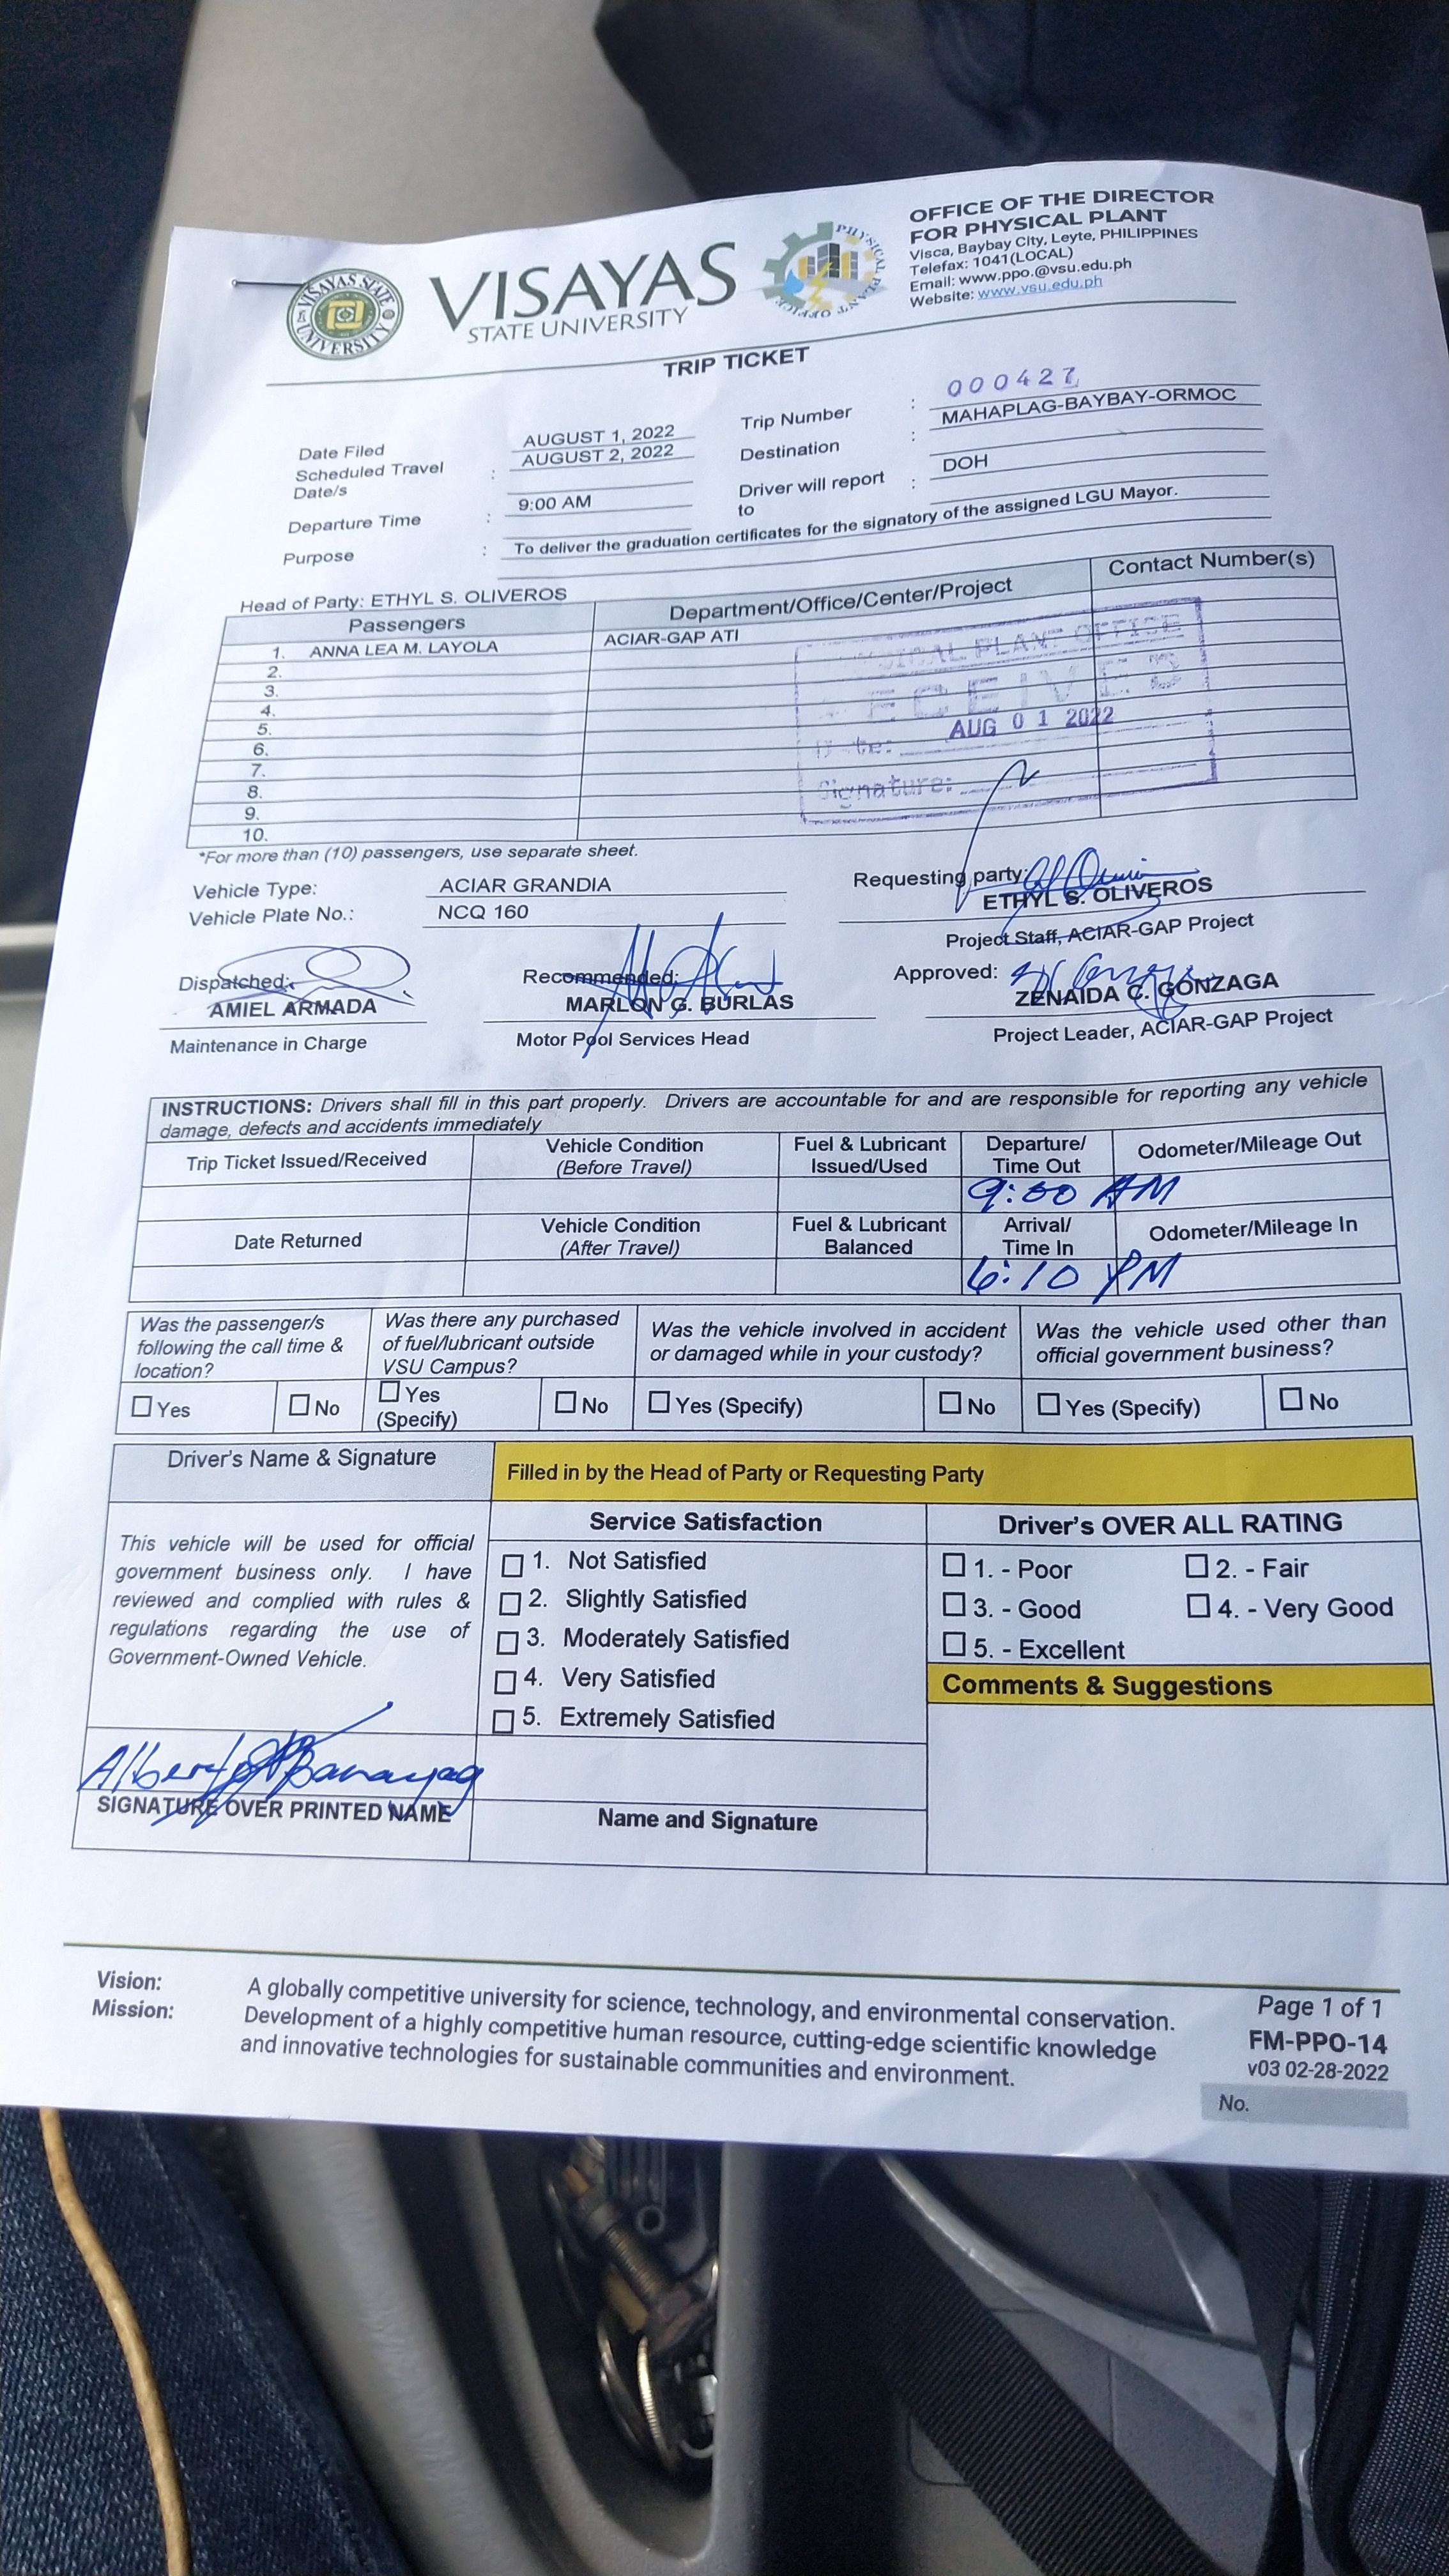 VISAYAS STATE UNIVERSITY
VISAYAS
STATE UNIVERSITY
PHYSICAL PLANT OFFICE
OFFICE OF THE DIRECTOR
FOR PHYSICAL PLANT
Visca, Baybay City, Leyte, PHILIPPINES
Telefax: 1041(LOCAL)
Email: www.ppo.@vsu.edu.ph
Website: www.vsu.edu.ph
TRIP TICKET
Date Filed AUGUST 1, 2022 Trip Number : 000427
Scheduled Travel Date/s : AUGUST 2, 2022 Destination : MAHAPLAG-BAYBAY-ORMOC
Departure Time : 9:00 AM Driver will report to : DOH
Purpose : To deliver the graduation certificates for the signatory of the assigned LGU Mayor.
Head of Party: ETHYL S. OLIVEROS
Passengers Department/Office/Center/Project Contact Number(s)
1. ANNA LEA M. LAYOLA ACIAR-GAP ATI
2.
3.
4.
5.
6.
7.
8.
9.
10.
PLANT OFFICE
AUG 01 2022
Signature:
*For more than (10) passengers, use separate sheet.
Vehicle Type: ACIAR GRANDIA
Vehicle Plate No.: NCQ 160
Requesting party:
ETHYL S. OLIVEROS
Project Staff, ACIAR-GAP Project
Dispatched: Recommended: Approved:
AMIEL ARMADA MARLON G. BURLAS ZENAIDA C. GONZAGA
Maintenance in Charge Motor Pool Services Head Project Leader, ACIAR-GAP Project
INSTRUCTIONS: Drivers shall fill in this part properly. Drivers are accountable for and are responsible for reporting any vehicle
damage, defects and accidents immediately
Trip Ticket Issued/Received Vehicle Condition (Before Travel) Fuel & Lubricant Issued/Used Departure/ Time Out Odometer/Mileage Out
9:00 AM
Date Returned Vehicle Condition (After Travel) Fuel & Lubricant Balanced Arrival/ Time In Odometer/Mileage In
6:10 PM
Was the passenger/s following the call time & location?
Was there any purchased of fuel/lubricant outside VSU Campus?
Was the vehicle involved in accident or damaged while in your custody?
Was the vehicle used other than official government business?
Yes No Yes (Specify) No Yes (Specify) No Yes (Specify) No
Driver's Name & Signature
Filled in by the Head of Party or Requesting Party
This vehicle will be used for official
government business only. I have
reviewed and complied with rules &
regulations regarding the use of
Government-Owned Vehicle.
Service Satisfaction
1. Not Satisfied
2. Slightly Satisfied
3. Moderately Satisfied
4. Very Satisfied
5. Extremely Satisfied
Driver's OVER ALL RATING
1. - Poor 2. - Fair
3. - Good 4. - Very Good
5. - Excellent
Comments & Suggestions
SIGNATURE OVER PRINTED NAME
Name and Signature
Vision: A globally competitive university for science, technology, and environmental conservation.
Mission: Development of a highly competitive human resource, cutting-edge scientific knowledge
and innovative technologies for sustainable communities and environment.
Page 1 of 1
FM-PPO-14
v03 02-28-2022
No.